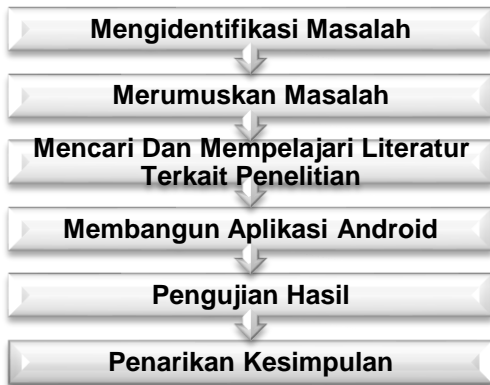 Mengidentifikasi Masalah
Merumuskan Masalah
Mencari Dan Mempelajari Literatur
Terkait Penelitian
Membangun Aplikasi Android
Pengujian Hasil
Penarikan Kesimpulan